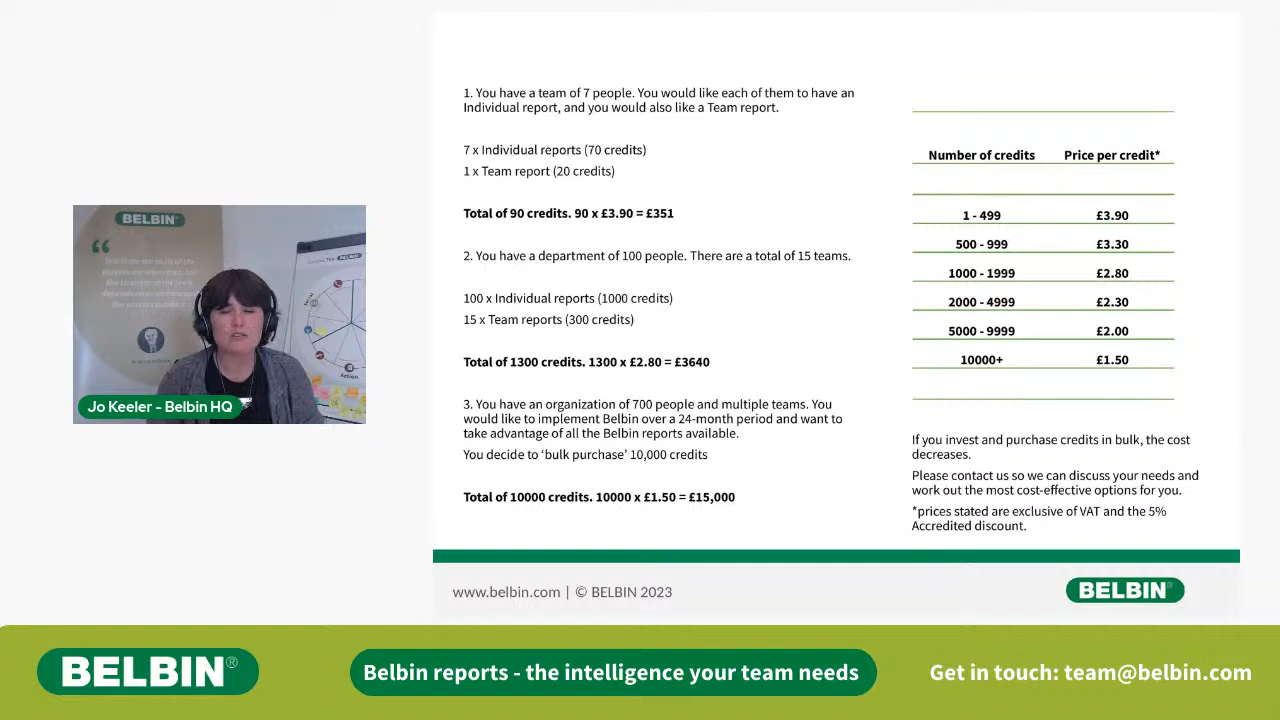 1. You have a team of 7 people. You would like each of them to have an
Individual report, and you would also like a Team report.
7 x Individual reports (70 credits)
1 x Team report (20 credits)
Total of 90 credits. 90 x £3.90 = £351
2. You have a department of 100 people. There are a total of 15 teams.
100 x Individual reports (1000 credits)
15 x Team reports (300 credits)
Total of 1300 credits. 1300 x £2.80 = £3640
3. You have an organization of 700 people and multiple teams. You
would like to implement Belbin over a 24-month period and want to
take advantage of all the Belbin reports available.
You decide to ‘bulk purchase’ 10,000 credits
Total of 10000 credits. 10000 x £1.50 = £15,000
Number of credits Price per credit*
1 - 499 £3.90
500 - 999 £3.30
1000 - 1999 £2.80
2000 - 4999 £2.30
5000 - 9999 £2.00
10000+ £1.50
If you invest and purchase credits in bulk, the cost
decreases.
Please contact us so we can discuss your needs and
work out the most cost-effective options for you.
*prices stated are exclusive of VAT and the 5%
Accredited discount.
BELBIN®
Action
Jo Keeler - Belbin HQ
www.belbin.com | © BELBIN 2023
BELBIN®
BELBIN®
Belbin reports - the intelligence your team needs
Get in touch: team@belbin.com